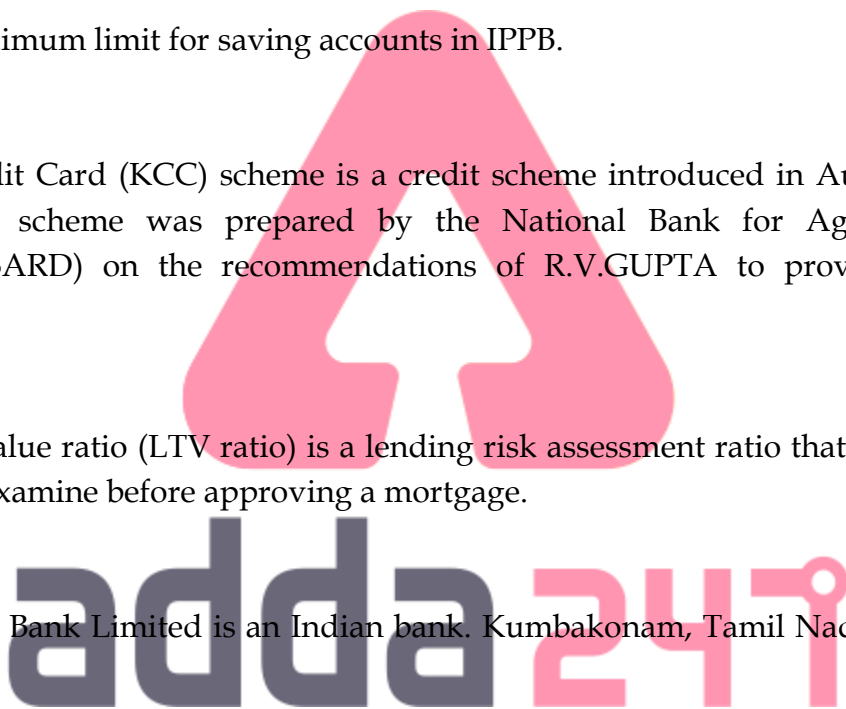 imum limit for saving accounts in IPPB.
lit Card (KCC) scheme is a credit scheme introduced in Au
scheme was prepared by the National Bank for Ag
ARD) on the recommendations of R.V.GUPTA to prov
alue ratio (LTV ratio) is a lending risk assessment ratio that
xamine before approving a mortgage.
Bank Limited is an Indian bank. Kumbakonam, Tamil Nad
adda247